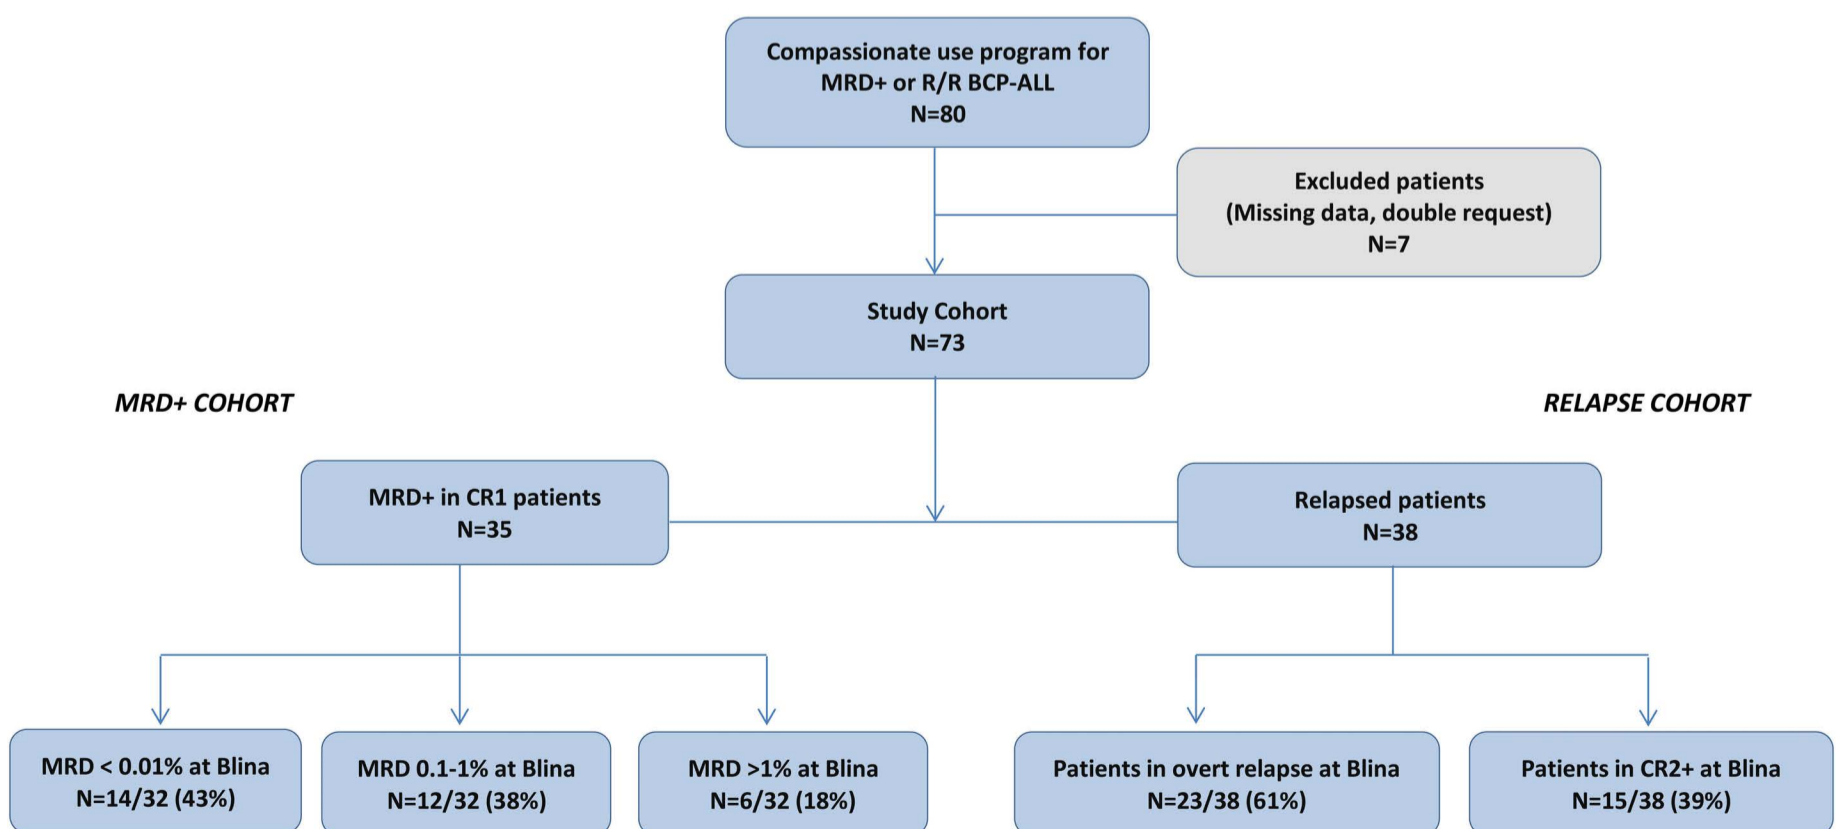 Compassionate use program for
MRD+ or R/R BCP-ALL
N=80
Excluded patients
(Missing data, double request)
N=7
Study Cohort
N=73
MRD+ COHORT
RELAPSE COHORT
MRD+ in CR1 patients
N=35
Relapsed patients
N=38
MRD < 0.01% at Blina
N=14/32 (43%)
MRD 0.1-1% at Blina
N=12/32 (38%)
MRD >1% at Blina
N=6/32 (18%)
Patients in overt relapse at Blina
N=23/38 (61%)
Patients in CR2+ at Blina
N=15/38 (39%)